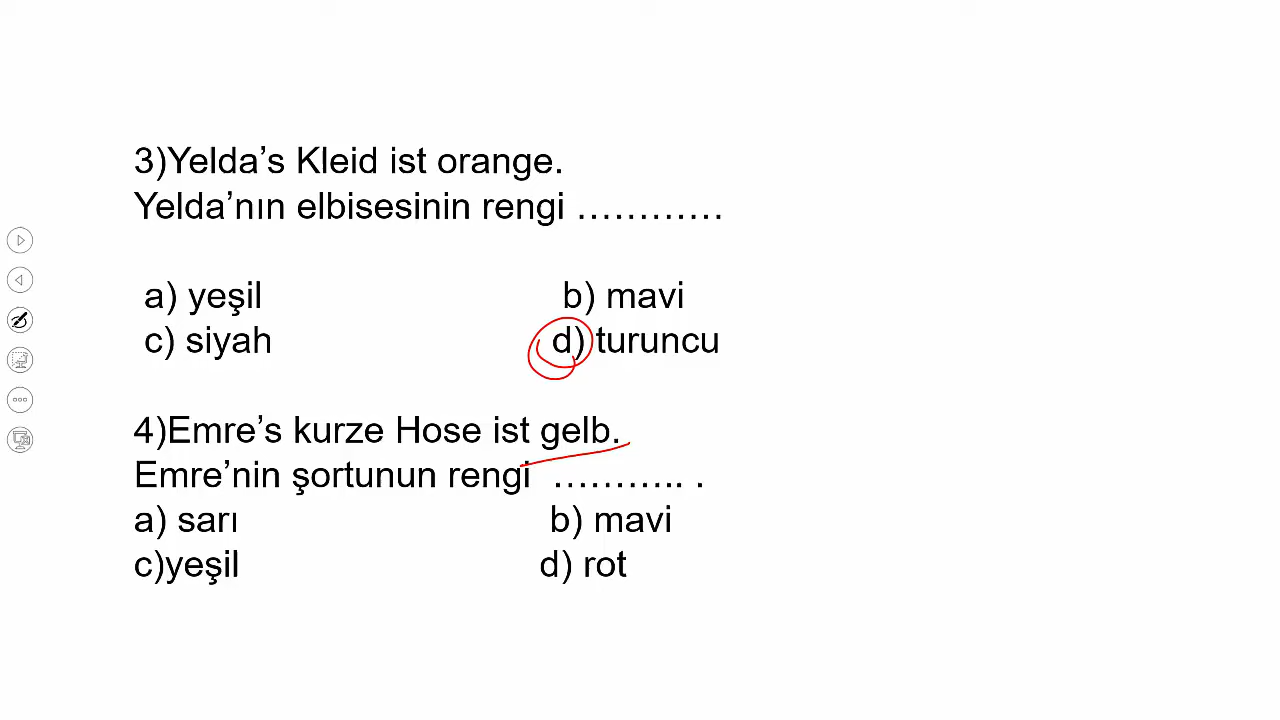 3)Yelda’s Kleid ist orange.
Yelda’nın elbisesinin rengi …………
a) yeşil b) mavi
c) siyah d) turuncu
4)Emre’s kurze Hose ist gelb.
Emre’nin şortunun rengi ……….. .
a) sarı b) mavi
c)yeşil d) rot